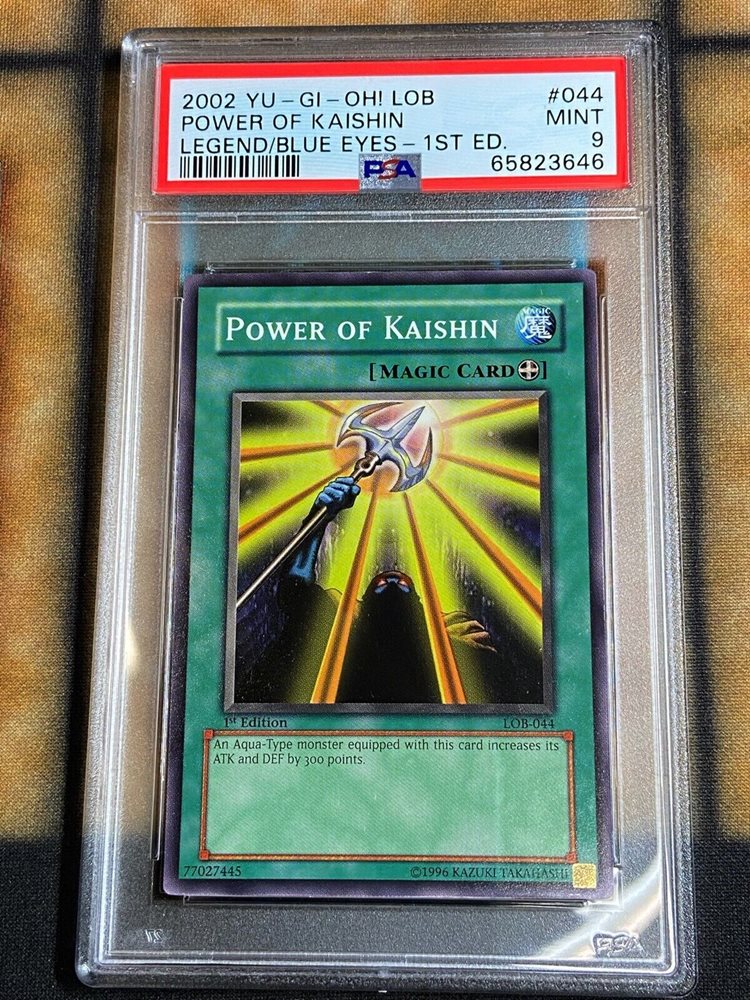 2002 YU-GI-OH! LOB #044
POWER OF KAISHIN MINT
LEGEND/BLUE EYES-1ST ED. 9
PSA 65823646
POWER OF KAISHIN
MAGIC
魔
[MAGIC CARD]
1st Edition LOB-044
An Aqua-Type monster equipped with this card increases its
ATK and DEF by 300 points.
77027445 ©1996 KAZUKI TAKAHASHI
PSA